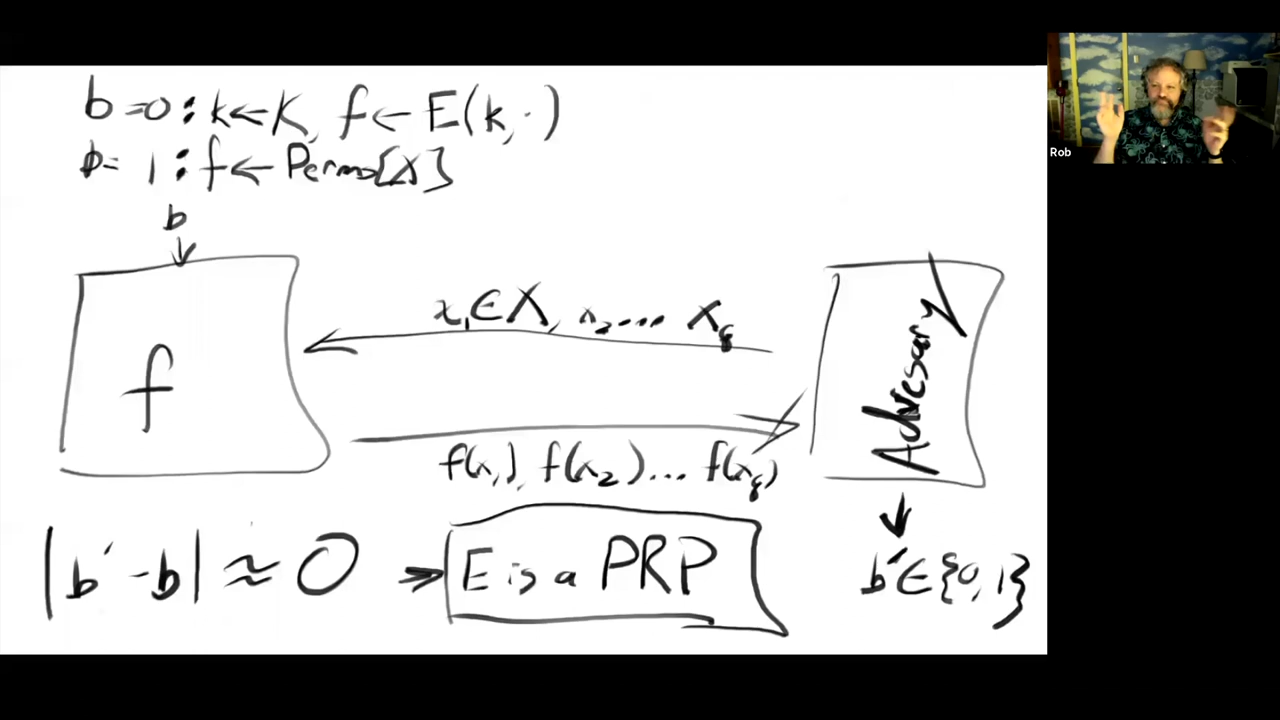 b=0: k←K, f←E(k,·)
b=1: f←Perms[X]
b
f
x₁∈X, x₂.... x_q
f(x₁), f(x₂)... f(x_q)
Adversary
b'∈{0,1}
|b'-b| ≈ 0 ⇒ E is a PRP
Rob